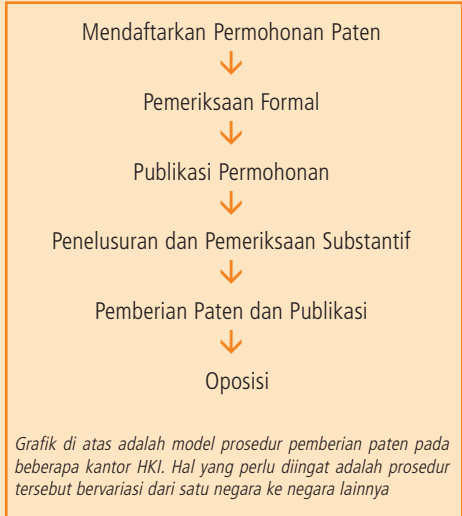 Mendaftarkan Permohonan Paten
↓
Pemeriksaan Formal
↓
Publikasi Permohonan
↓
Penelusuran dan Pemeriksaan Substantif
↓
Pemberian Paten dan Publikasi
↓
Oposisi
Grafik di atas adalah model prosedur pemberian paten pada
beberapa kantor HKI. Hal yang perlu diingat adalah prosedur
tersebut bervariasi dari satu negara ke negara lainnya